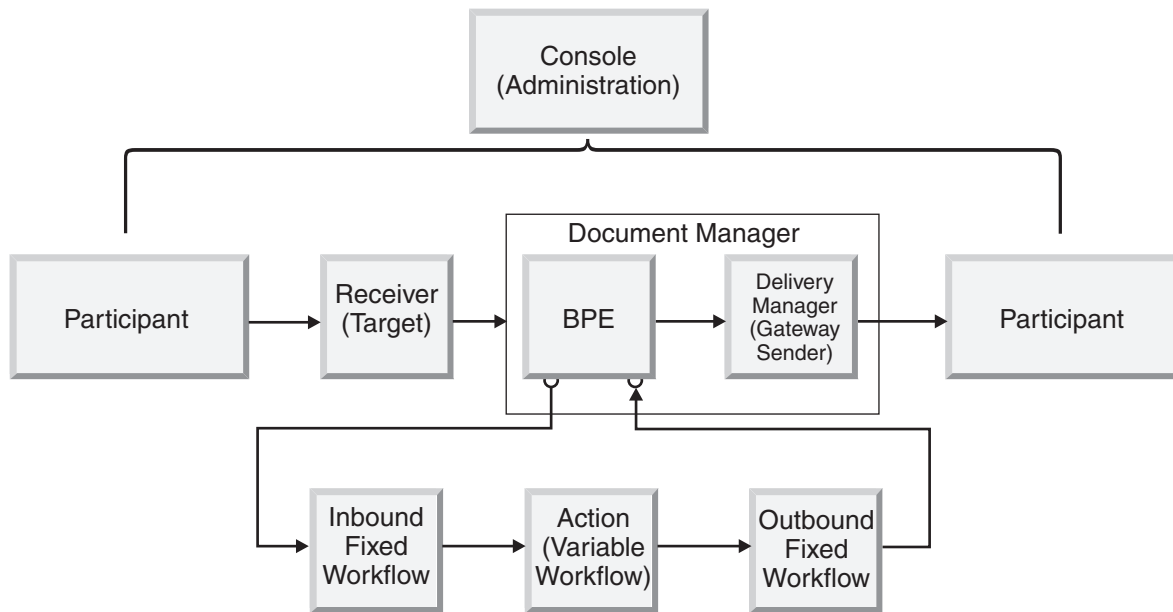 Console
(Administration)
Document Manager
Participant
Receiver
(Target)
BPE
Delivery
Manager
(Gateway
Sender)
Participant
Inbound
Fixed
Workflow
Action
(Variable
Workflow)
Outbound
Fixed
Workflow